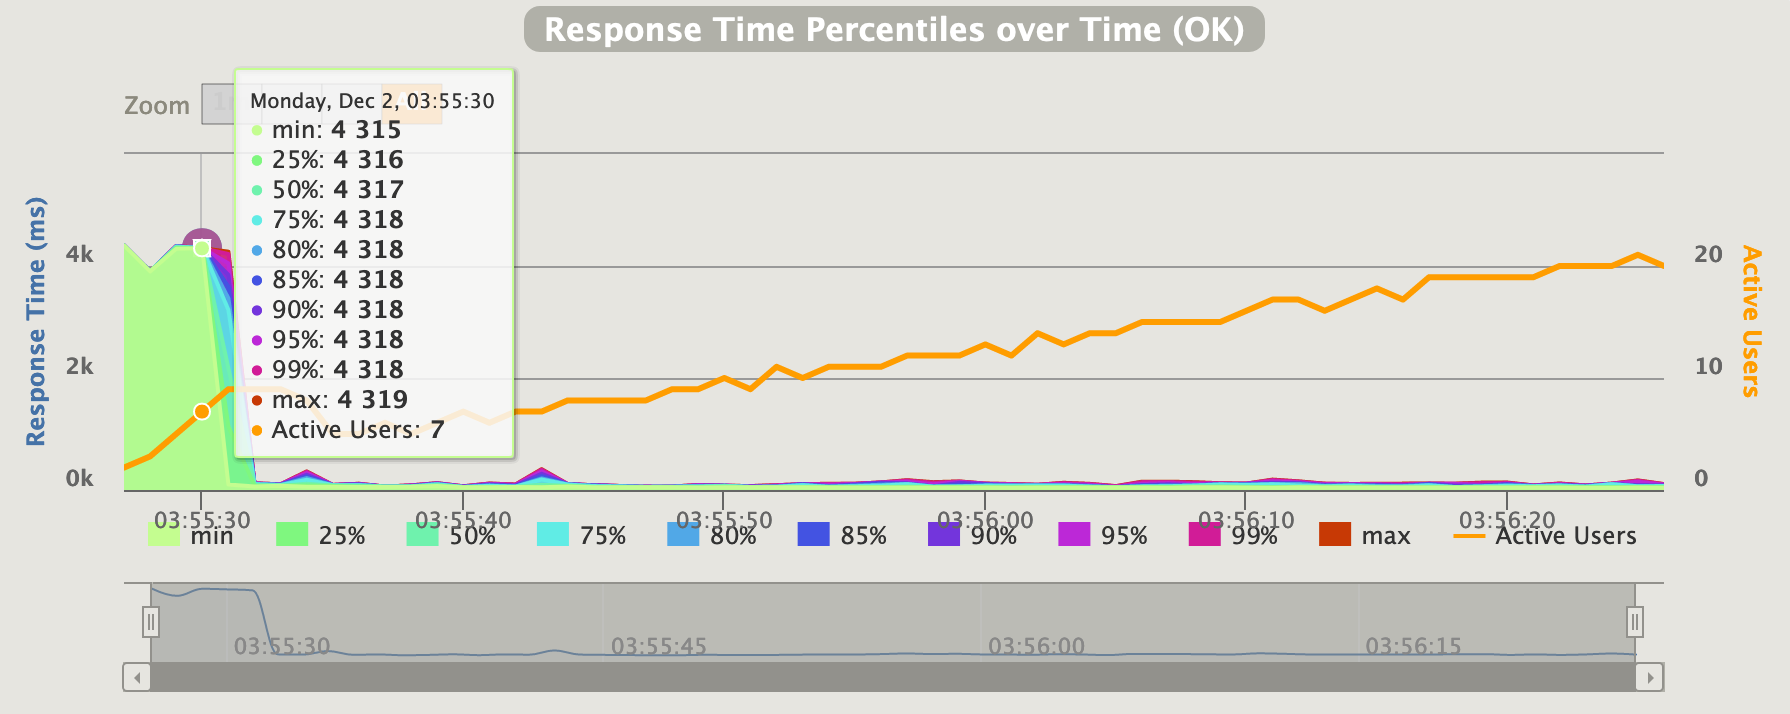 Response Time Percentiles over Time (OK)
Zoom
Monday, Dec 2, 03:55:30
min: 4 315
25%: 4 316
50%: 4 317
75%: 4 318
80%: 4 318
85%: 4 318
90%: 4 318
95%: 4 318
99%: 4 318
max: 4 319
Active Users: 7
Response Time (ms)
4k
2k
0k
20
10
0
Active Users
03:55:30 03:55:40 03:55:50 03:56:00 03:56:10 03:56:20
min 25% 50% 75% 80% 85% 90% 95% 99% max Active Users
03:55:30 03:55:45 03:56:00 03:56:15